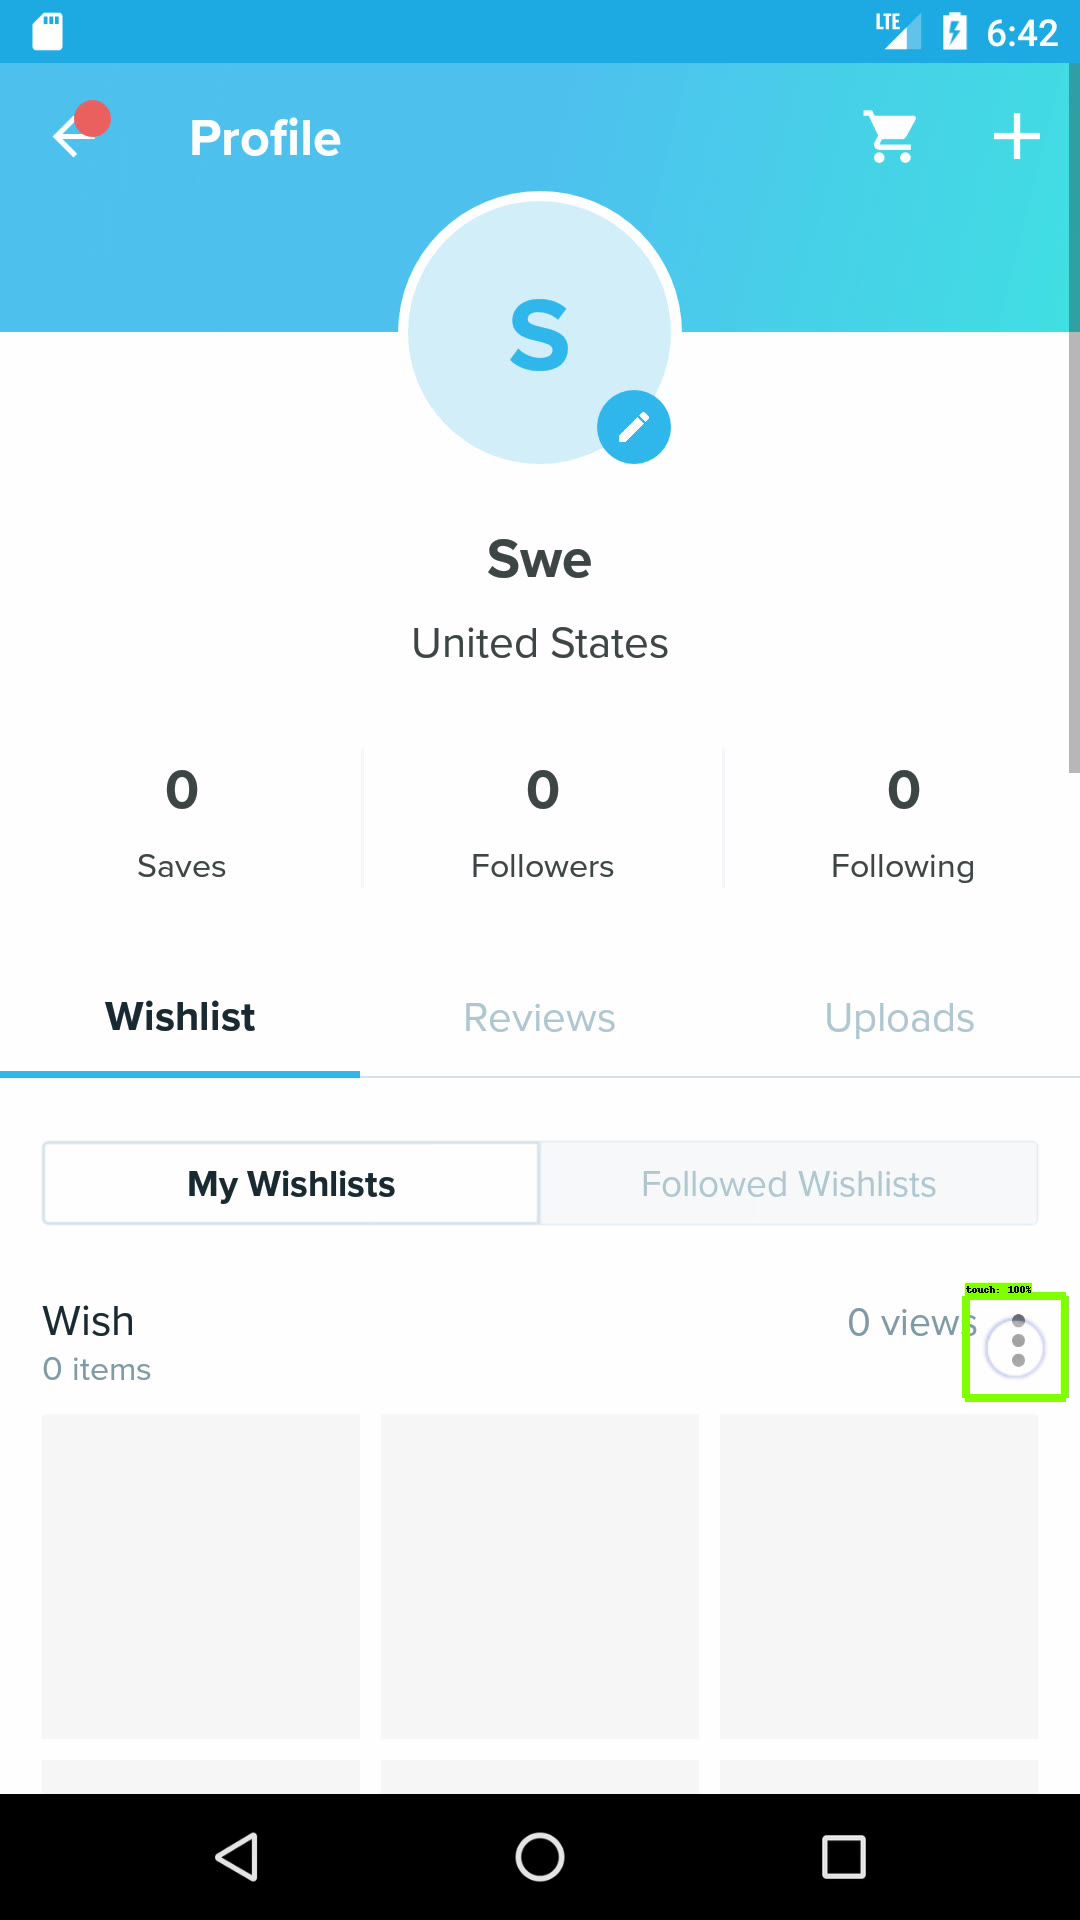 LTE 6:42
Profile
S
Swe
United States
0 0 0
Saves Followers Following
Wishlist Reviews Uploads
My Wishlists Followed Wishlists
touch: 100%
Wish 0 views
0 items